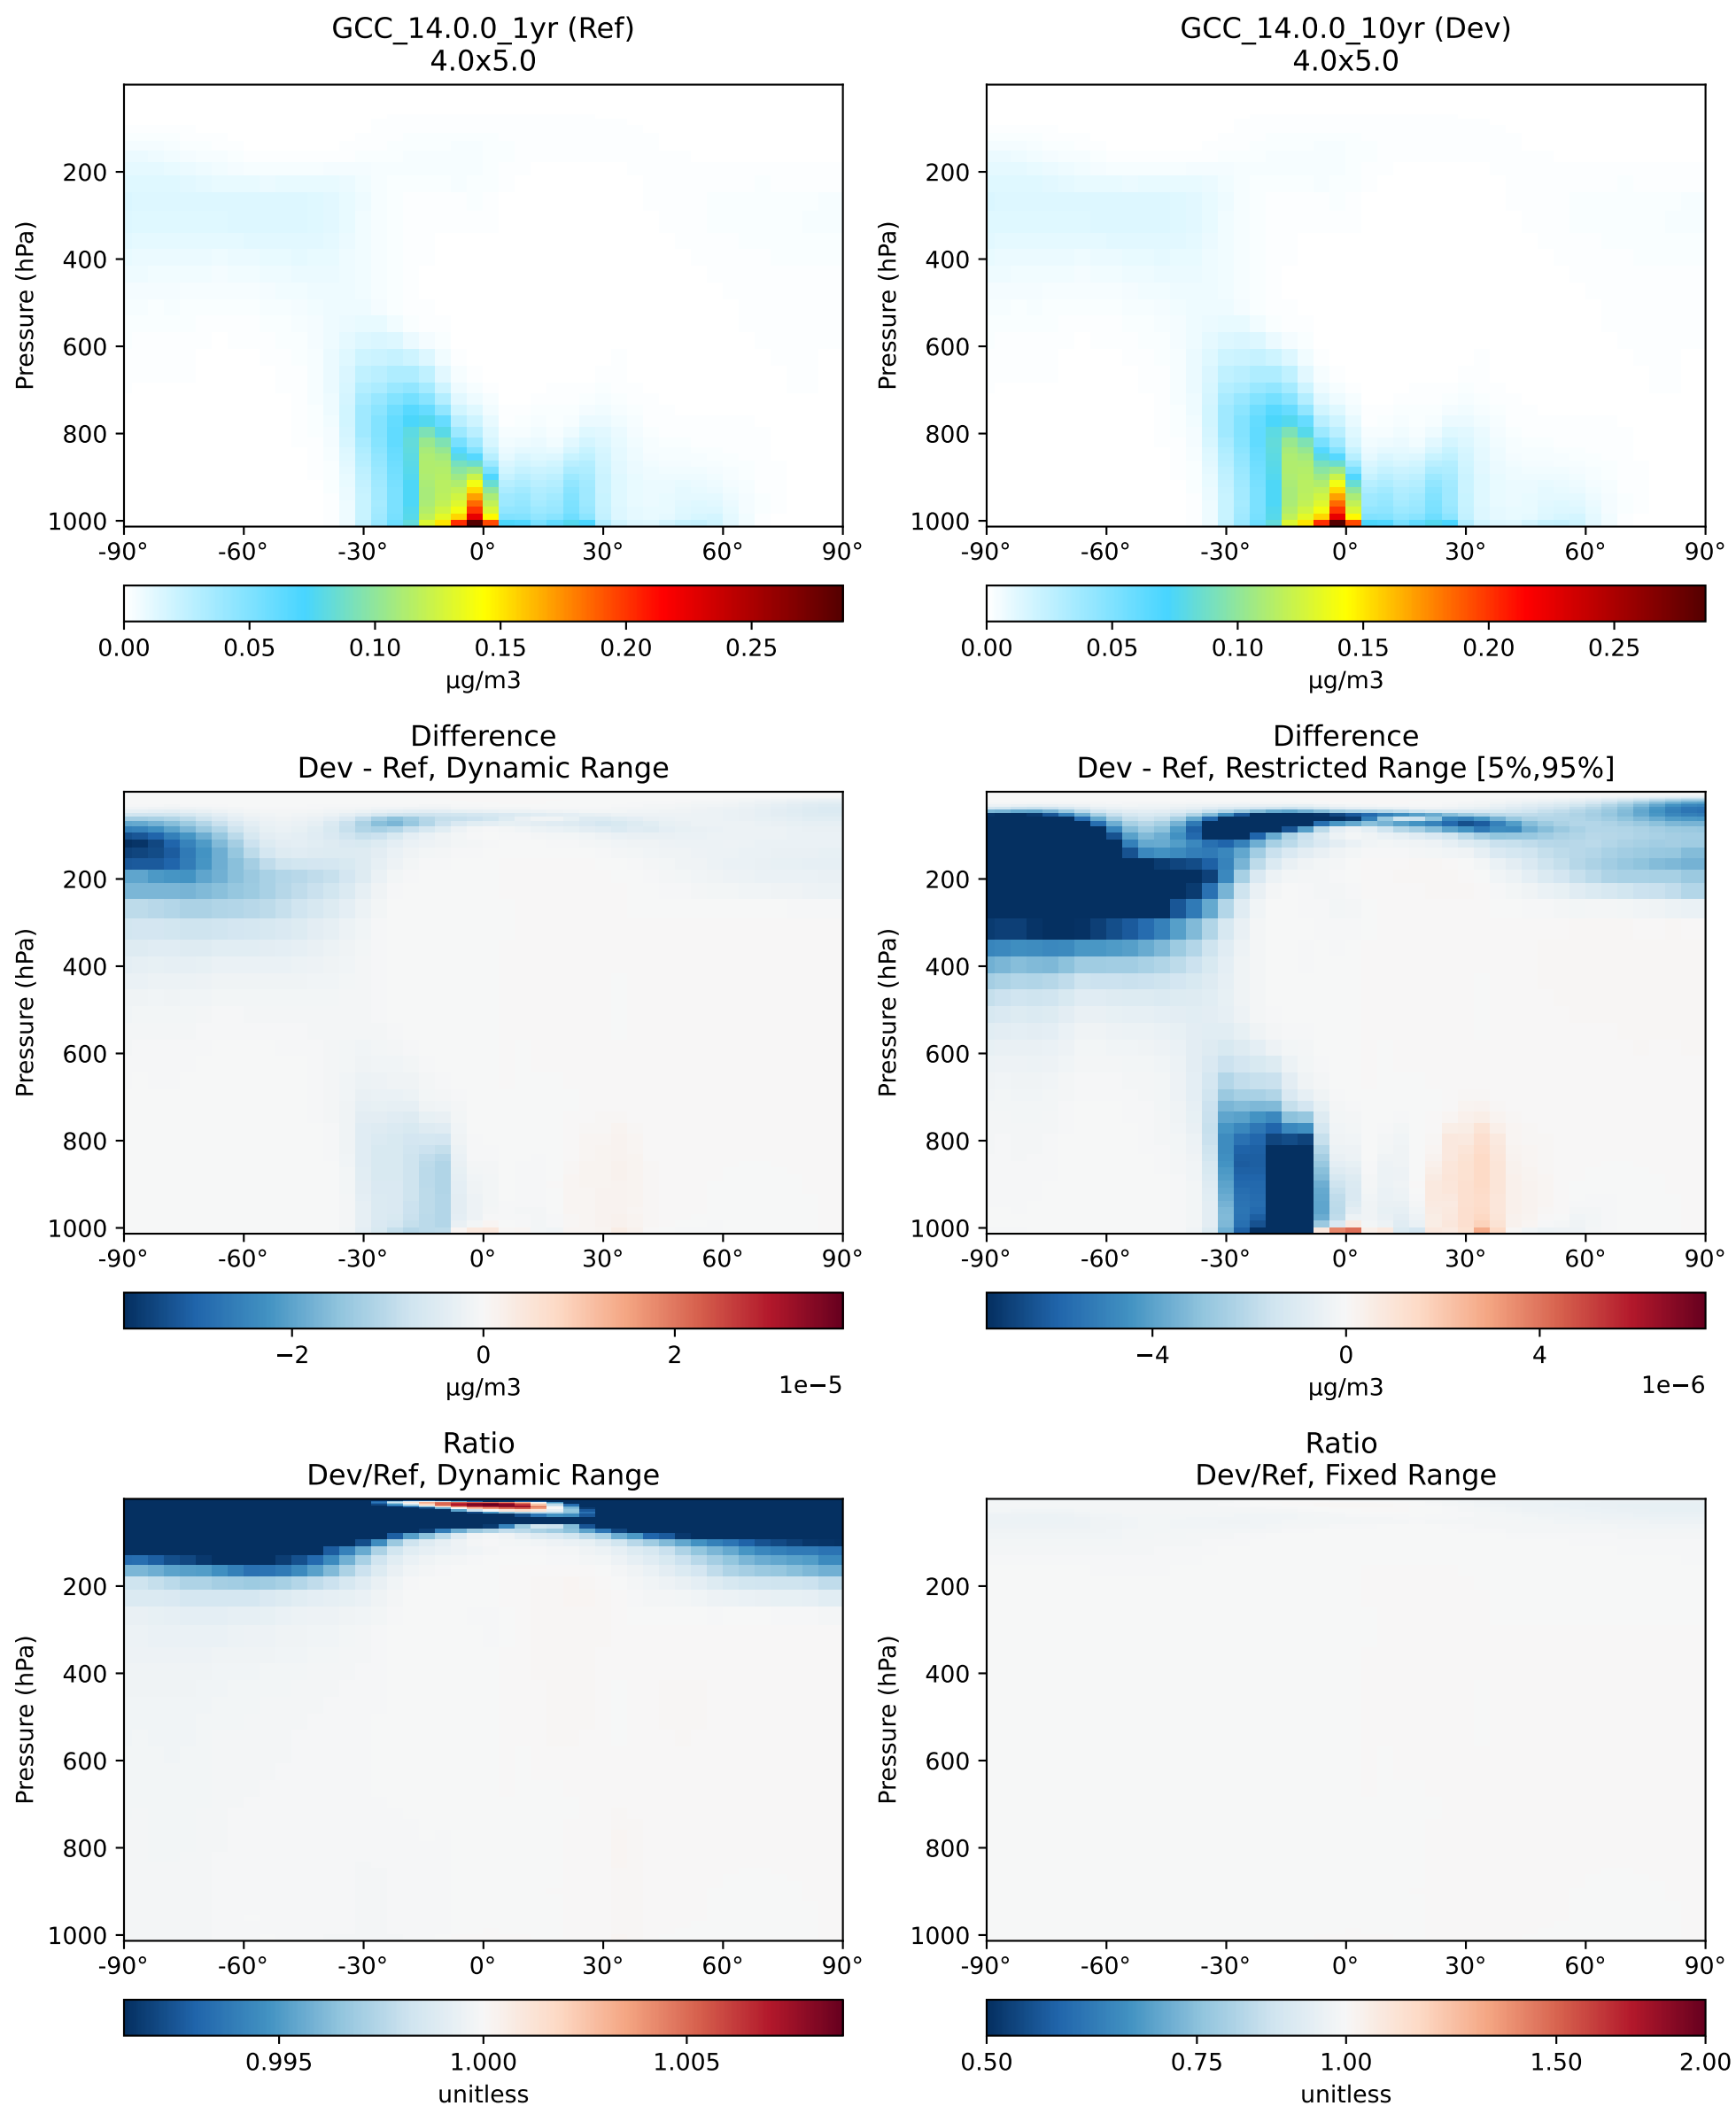 GCC_14.0.0_1yr (Ref)
4.0x5.0
GCC_14.0.0_10yr (Dev)
4.0x5.0
Pressure (hPa)
200
400
600
800
1000
-90° -60° -30° 0° 30° 60° 90°
0.00 0.05 0.10 0.15 0.20 0.25
µg/m3
Pressure (hPa)
200
400
600
800
1000
-90° -60° -30° 0° 30° 60° 90°
0.00 0.05 0.10 0.15 0.20 0.25
µg/m3
Difference
Dev - Ref, Dynamic Range
Pressure (hPa)
200
400
600
800
1000
-90° -60° -30° 0° 30° 60° 90°
−2 0 2
µg/m3
1e−5
Difference
Dev - Ref, Restricted Range [5%,95%]
Pressure (hPa)
200
400
600
800
1000
-90° -60° -30° 0° 30° 60° 90°
−4 0 4
µg/m3
1e−6
Ratio
Dev/Ref, Dynamic Range
Pressure (hPa)
200
400
600
800
1000
-90° -60° -30° 0° 30° 60° 90°
0.995 1.000 1.005
unitless
Ratio
Dev/Ref, Fixed Range
Pressure (hPa)
200
400
600
800
1000
-90° -60° -30° 0° 30° 60° 90°
0.50 0.75 1.00 1.50 2.00
unitless